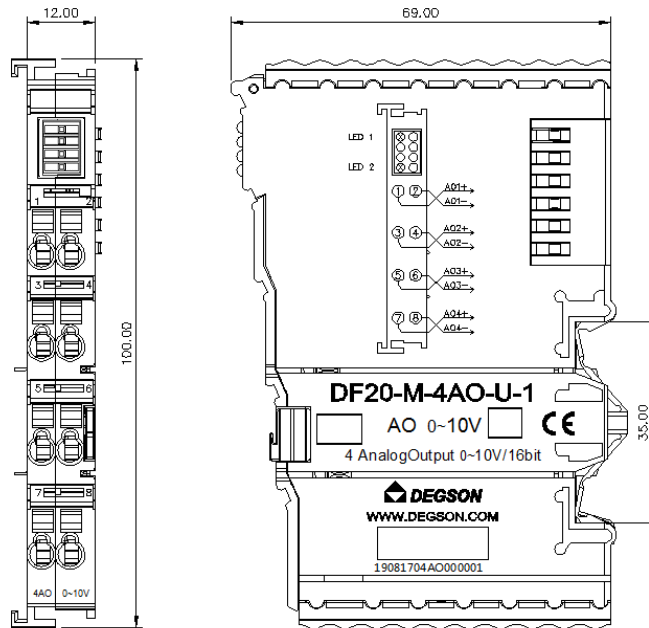 12.00
69.00
100.00
35.00
1 2
3 4
5 6
7 8
4AO 0~10V
LED 1
LED 2
1 2 AO1+
AO1-
3 4 AO2+
AO2-
5 6 AO3+
AO3-
7 8 AO4+
AO4-
DF20-M-4AO-U-1
AO 0~10V CE
4 AnalogOutput 0~10V/16bit
DEGSON
WWW.DEGSON.COM
19081704AO000001